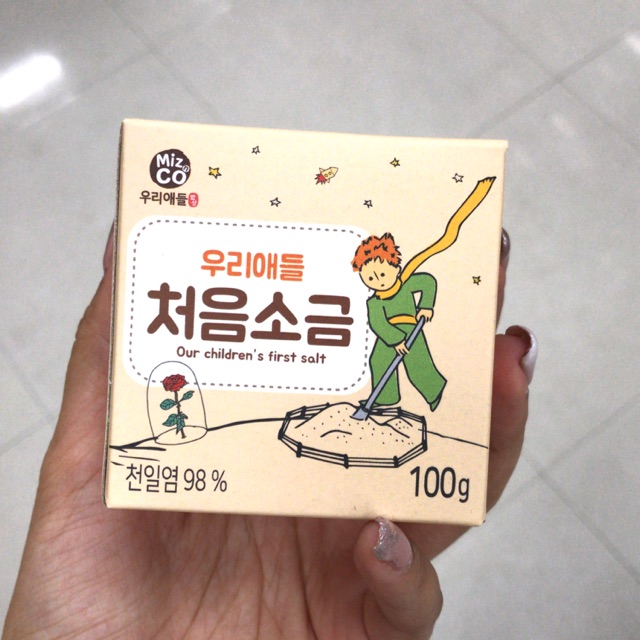 Miz
CO
우리애들
우리애들
처음소금
Our children's first salt
천일염 98 %
100g